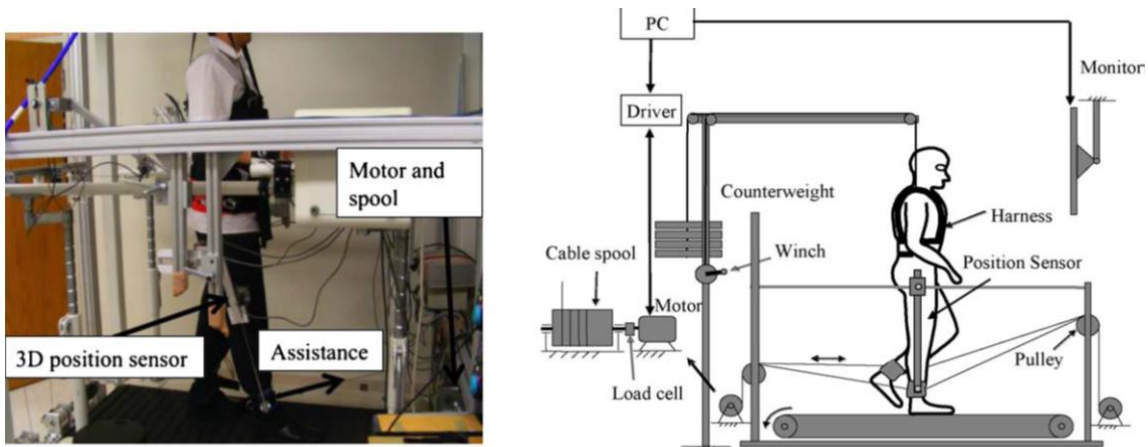 Motor and
spool
3D position sensor
Assistance
PC
Driver
Monitor
Counterweight
Harness
Cable spool
Winch
Position Sensor
Motor
Load cell
Pulley